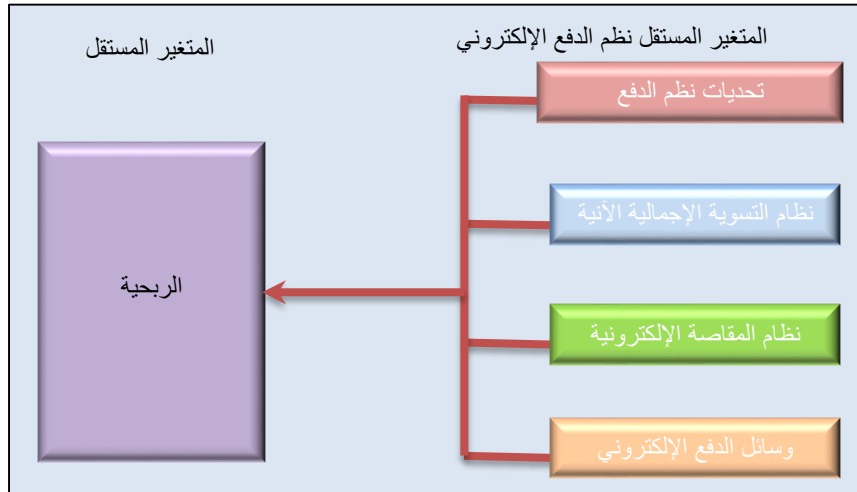 المتغير المستقل نظم الدفع الإلكتروني
المتغير المستقل
تحديات نظم الدفع
نظام التسوية الإجمالية الآنية
نظام المقاصة الإلكترونية
وسائل الدفع الإلكتروني
الربحية